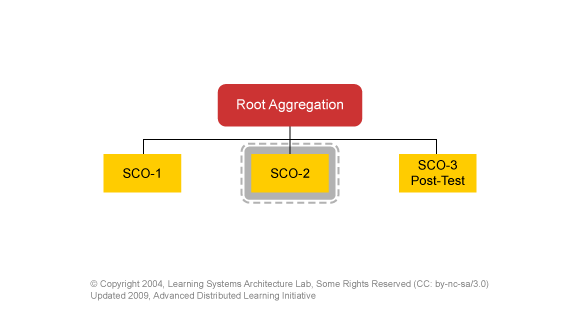 Root Aggregation
SCO-1
SCO-2
SCO-3
Post-Test
© Copyright 2004, Learning Systems Architecture Lab, Some Rights Reserved (CC: by-nc-sa/3.0)
Updated 2009, Advanced Distributed Learning Initiative